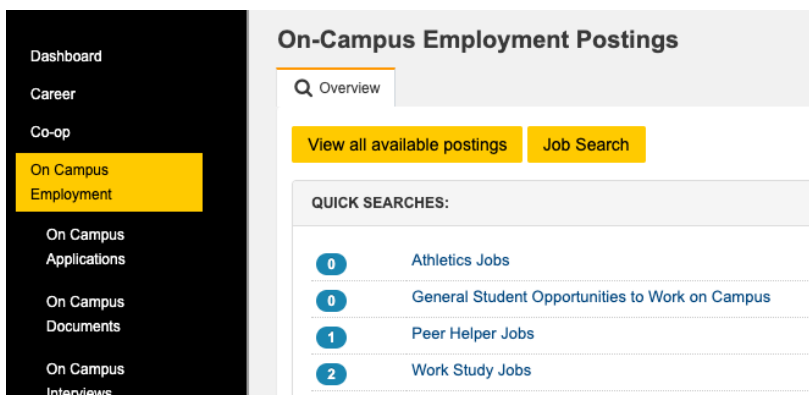 Dashboard
Career
Co-op
On Campus
Employment
On Campus
Applications
On Campus
Documents
On Campus
Interviews
On-Campus Employment Postings
Overview
View all available postings
Job Search
QUICK SEARCHES:
0 Athletics Jobs
0 General Student Opportunities to Work on Campus
1 Peer Helper Jobs
2 Work Study Jobs